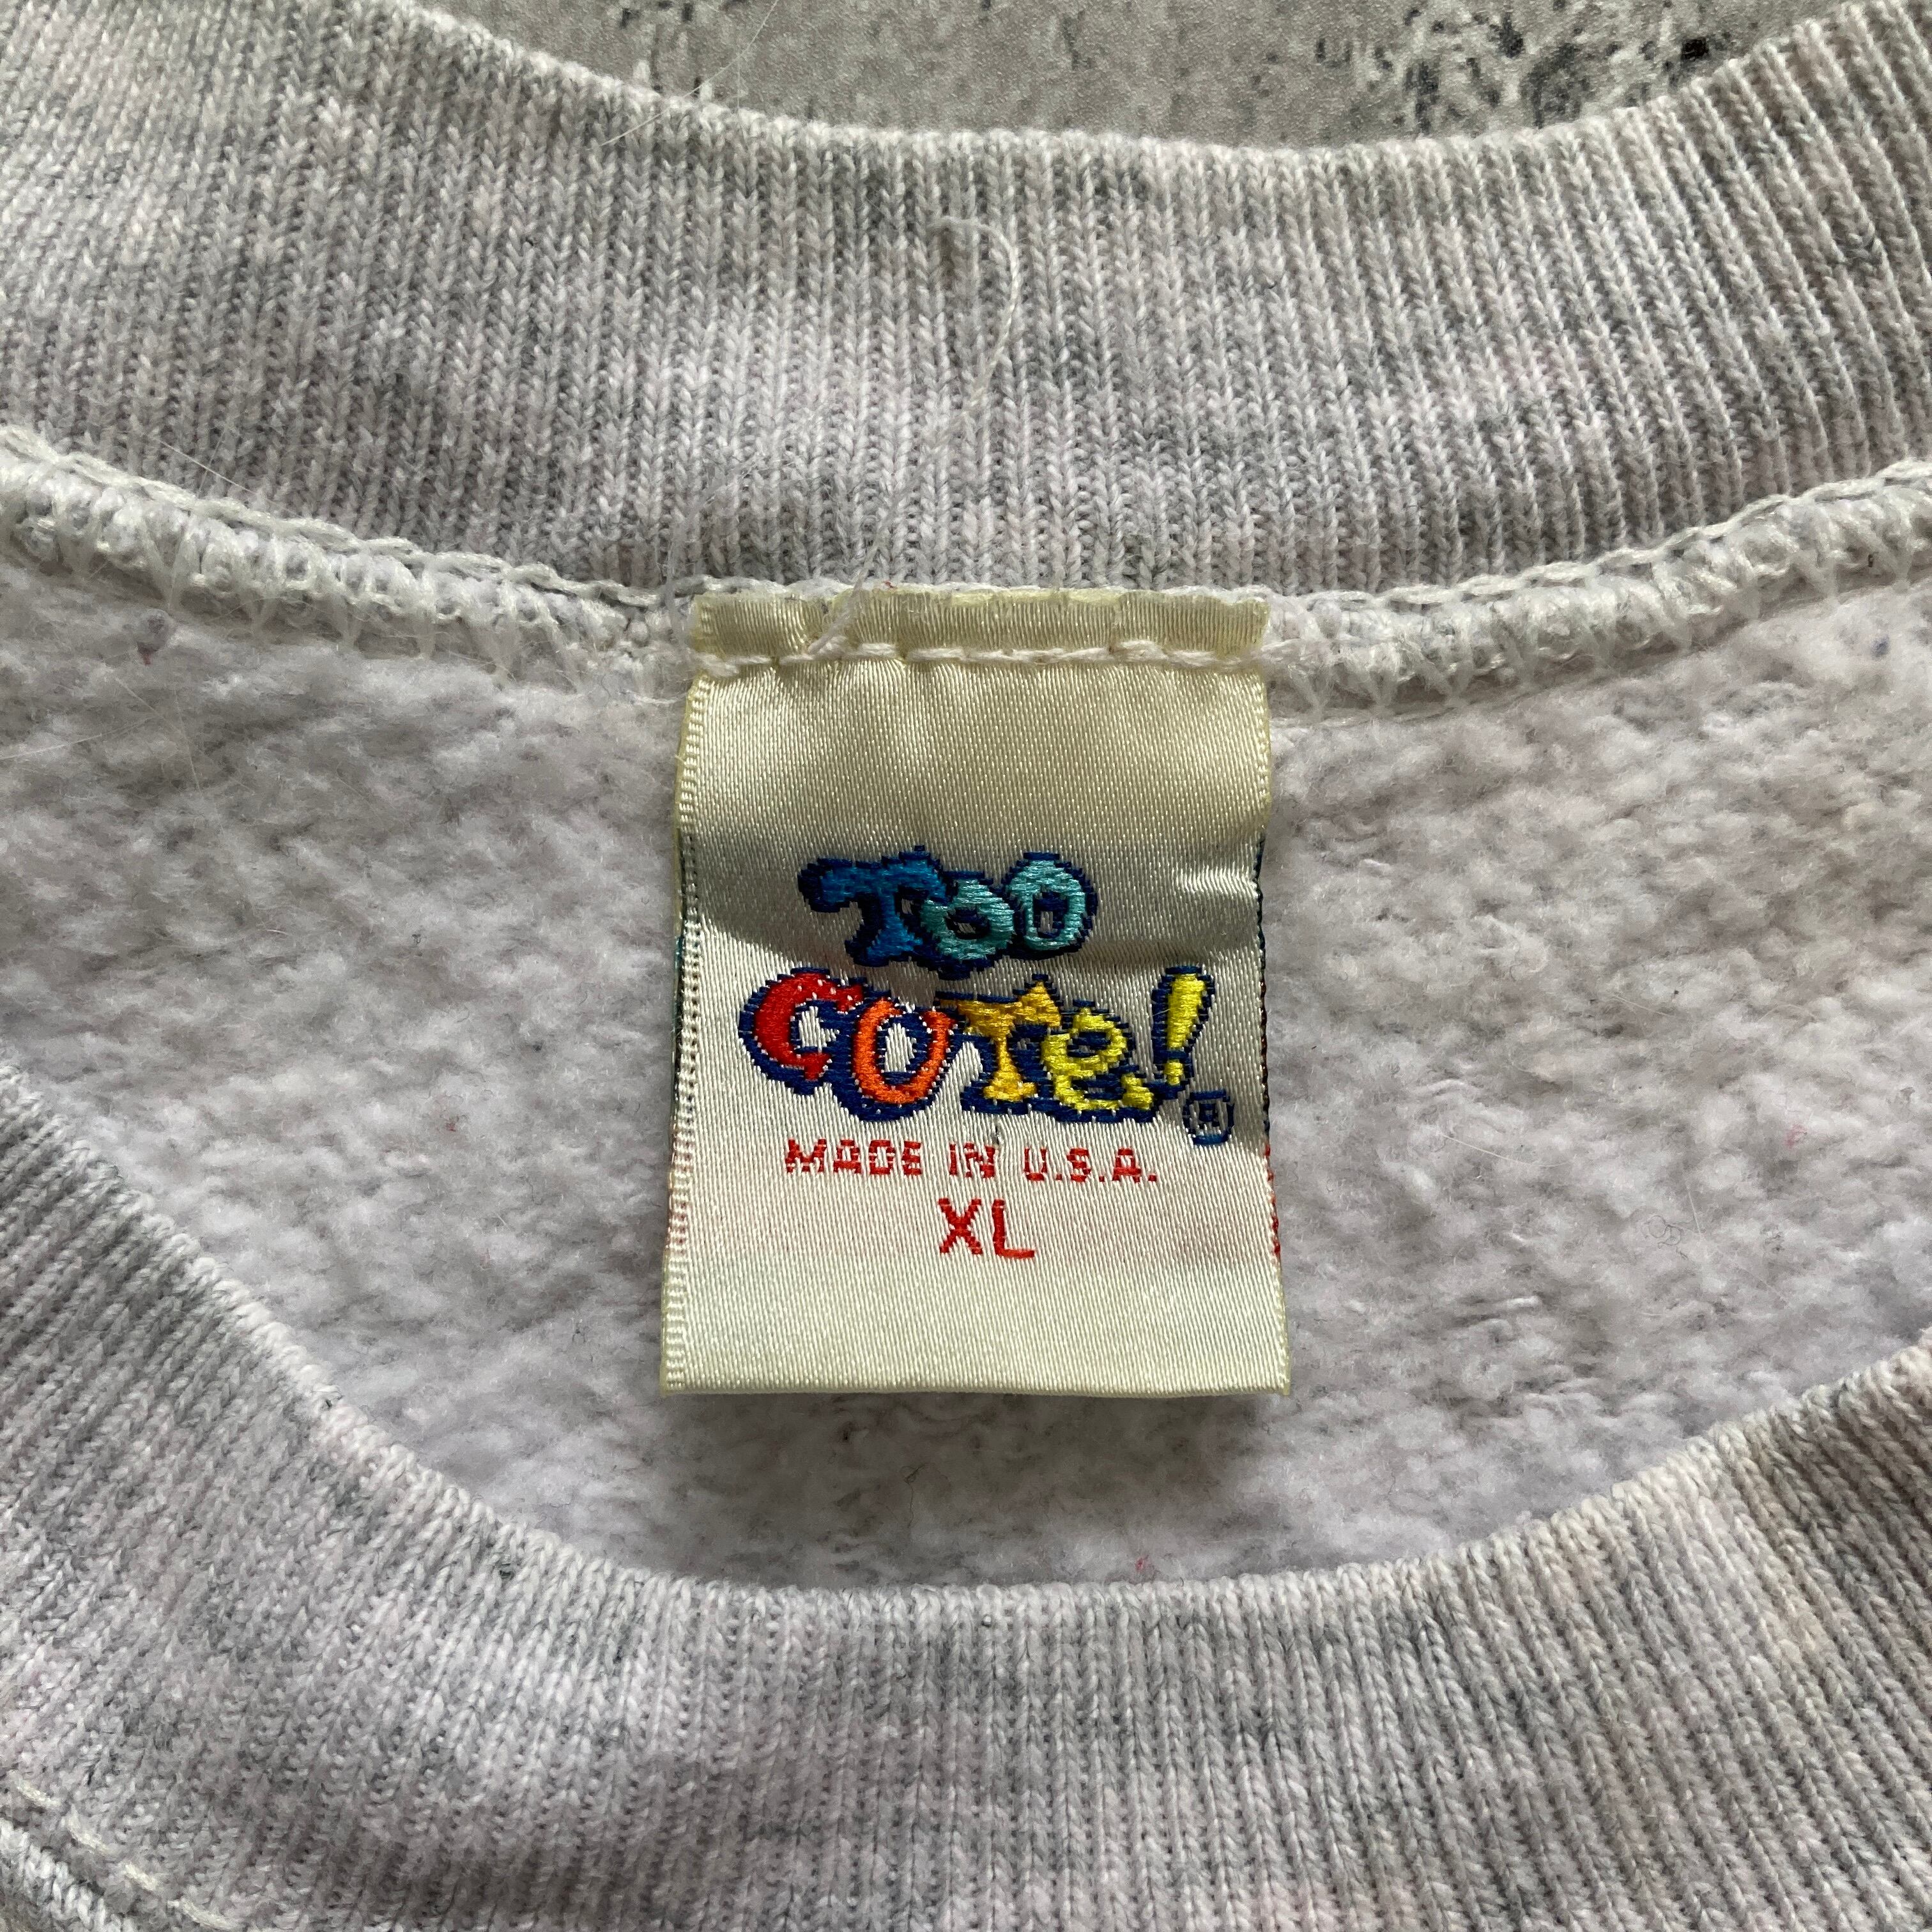 Too
CUTe! ®
MADE IN U.S.A.
XL